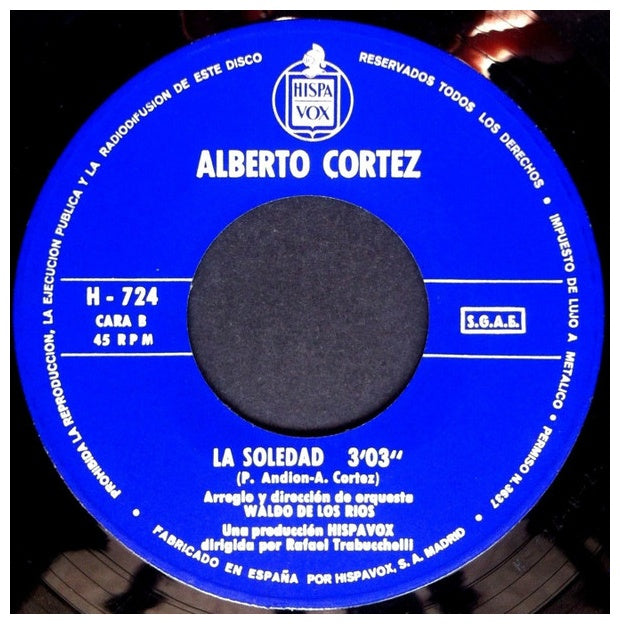 HISPA
VOX
ALBERTO CORTEZ
H - 724
CARA B
45 RPM
S.G.A.E.
LA SOLEDAD 3'03"
(P. Andion-A. Cortez)
Arreglo y dirección de orquesta
WALDO DE LOS RIOS
Una producción HISPAVOX
dirigida por Rafael Trabucchelli
PROHIBIDA LA REPRODUCCION, LA EJECUCION PUBLICA Y LA RADIODIFUSION DE ESTE DISCO
RESERVADOS TODOS LOS DERECHOS • IMPUESTO DE LUJO A METALICO • PERMISO N. 3697
• FABRICADO EN ESPAÑA POR HISPAVOX, S. A. MADRID •